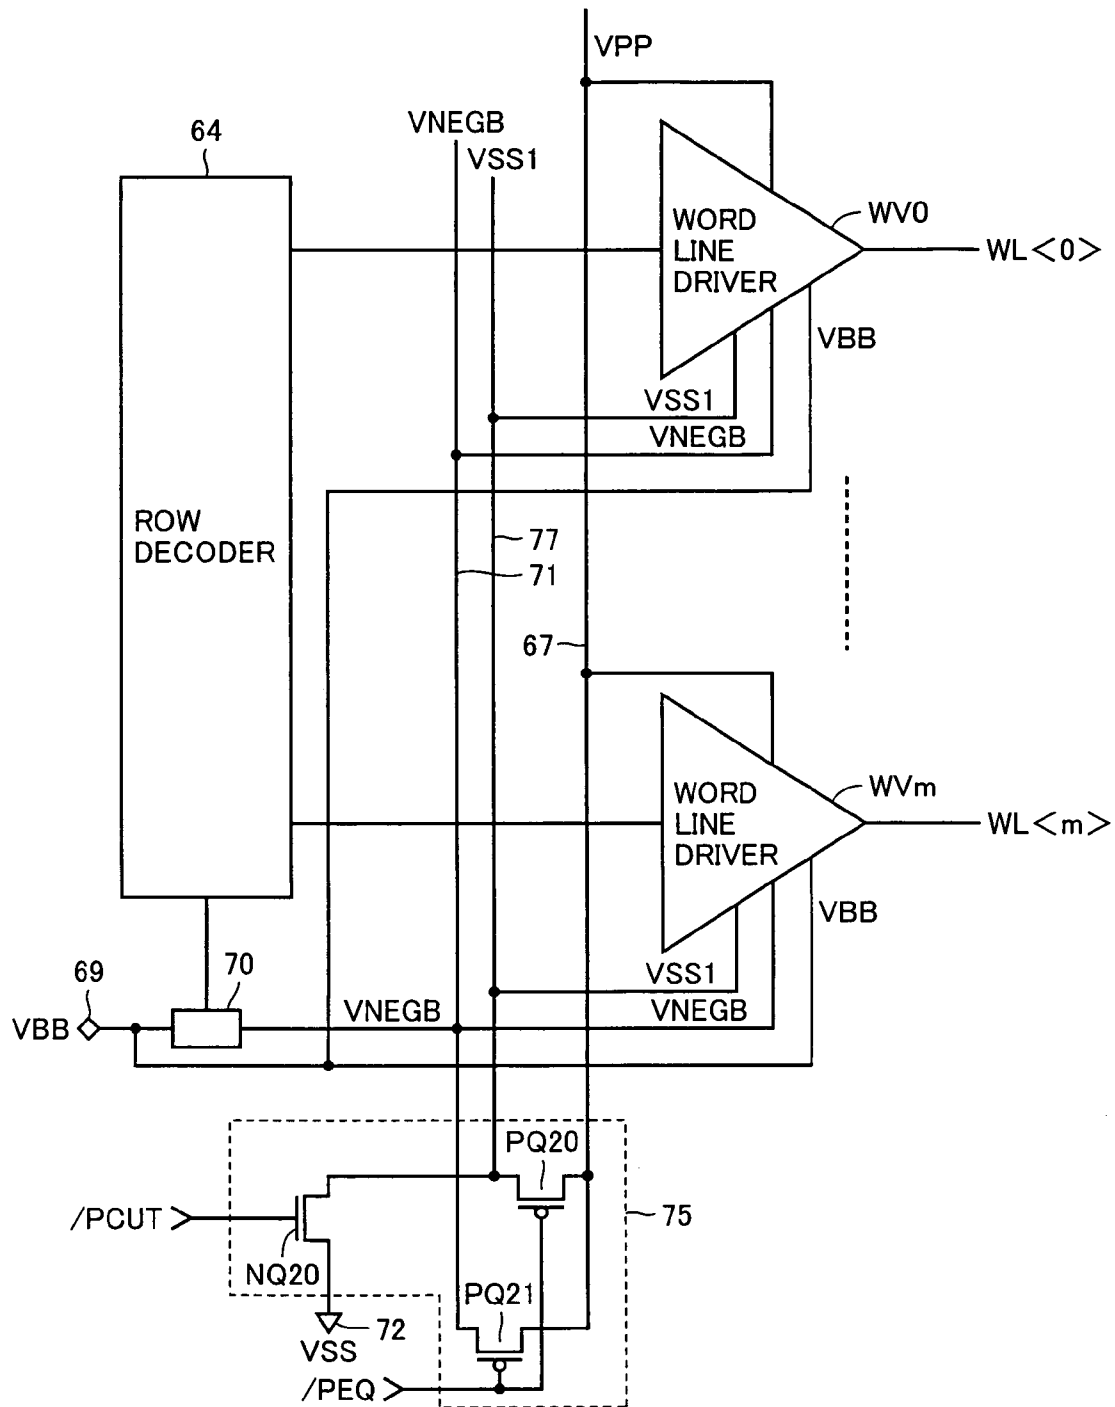 VPP
64
VNEGB
VSS1
WORD
LINE
DRIVER
WV0
WL<0>
VBB
VSS1
VNEGB
ROW
DECODER
77
71
67
WORD
LINE
DRIVER
WVm
WL<m>
VBB
69
70
VSS1
VBB
VNEGB
VNEGB
PQ20
/PCUT
75
NQ20
PQ21
72
VSS
/PEQ